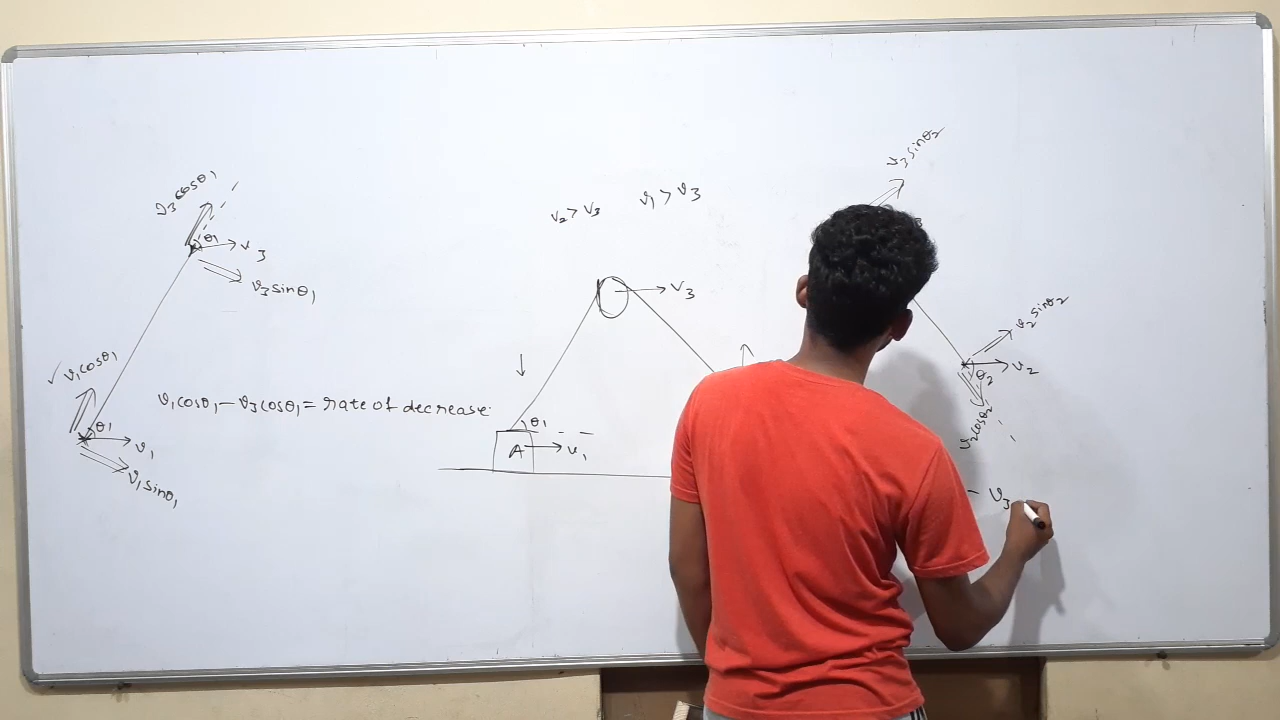 v3cosθ1
θ1
v3
v3sinθ1
✓ v1cosθ1
θ1
v1
v1sinθ1
v1cosθ1 - v3cosθ1 = rate of decrease
v2 > v3
v1 > v3
v3
θ1
A
v1
v3sinθ2
v2sinθ2
v2
θ2
v2cosθ2
- v3